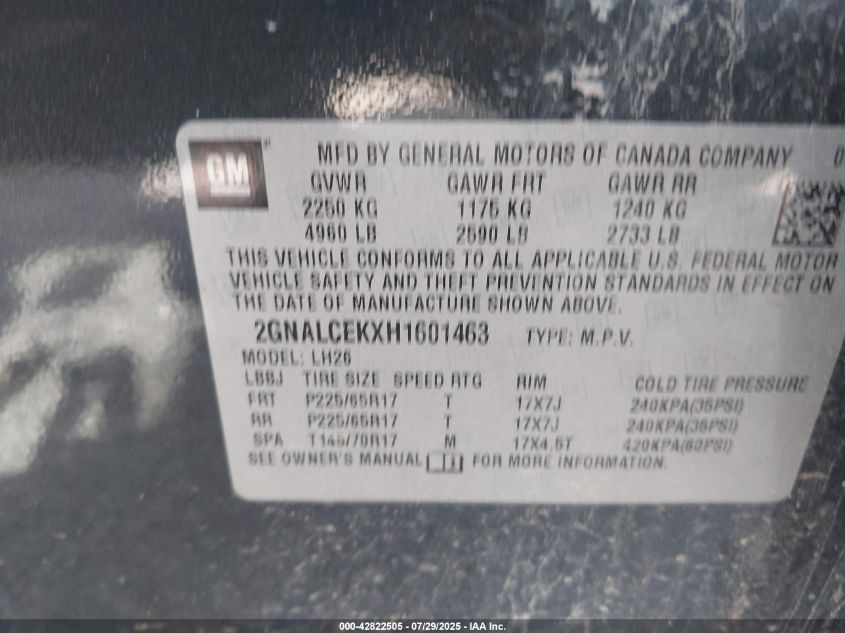 GM
MFD BY GENERAL MOTORS OF CANADA COMPANY 0
GVWR GAWR FRT GAWR RR
2250 KG 1175 KG 1240 KG
4960 LB 2590 LB 2733 LB
THIS VEHICLE CONFORMS TO ALL APPLICABLE U.S. FEDERAL MOTOR
VEHICLE SAFETY AND THEFT PREVENTION STANDARDS IN EFFECT ON
THE DATE OF MANUFACTURE SHOWN ABOVE.
2GNALCEKXH1601463 TYPE: M.P.V.
MODEL: LH26
LBBJ TIRE SIZE SPEED RTG RIM COLD TIRE PRESSURE
FRT P225/65R17 T 17X7J 240KPA(35PSI)
RR P225/65R17 T 17X7J 240KPA(35PSI)
SPA T145/70R17 M 17X4.5T 420KPA(60PSI)
SEE OWNER'S MANUAL FOR MORE INFORMATION.
000-42822505 - 07/29/2025 - IAA Inc.